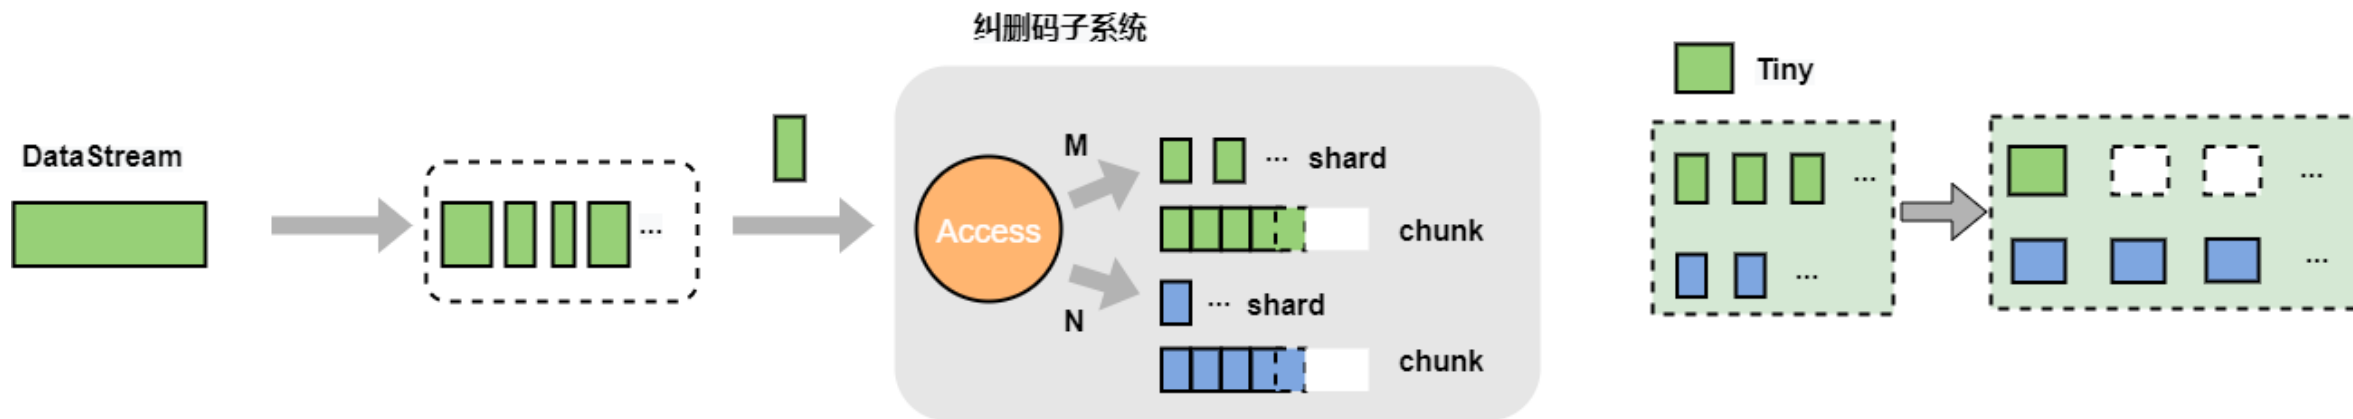 纠删码子系统
DataStream
...
Access
M
... shard
chunk
N
... shard
chunk
Tiny
...
...
...
...